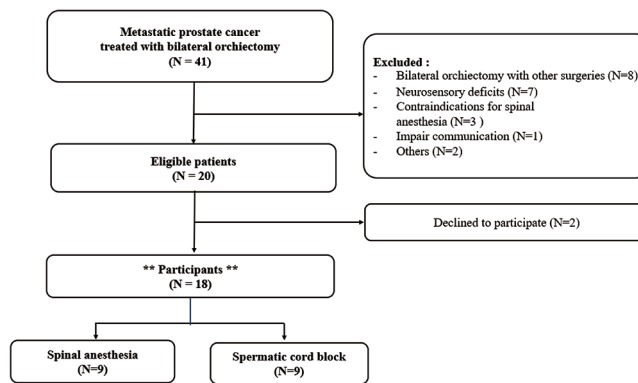 Metastatic prostate cancer
treated with bilateral orchiectomy
(N = 41)
Excluded :
- Bilateral orchiectomy with other surgeries (N=8)
- Neurosensory deficits (N=7)
- Contraindications for spinal
anesthesia (N=3 )
- Impair communication (N=1)
- Others (N=2)
Eligible patients
(N = 20)
Declined to participate (N=2)
** Participants **
(N = 18)
Spinal anesthesia
(N=9)
Spermatic cord block
(N=9)